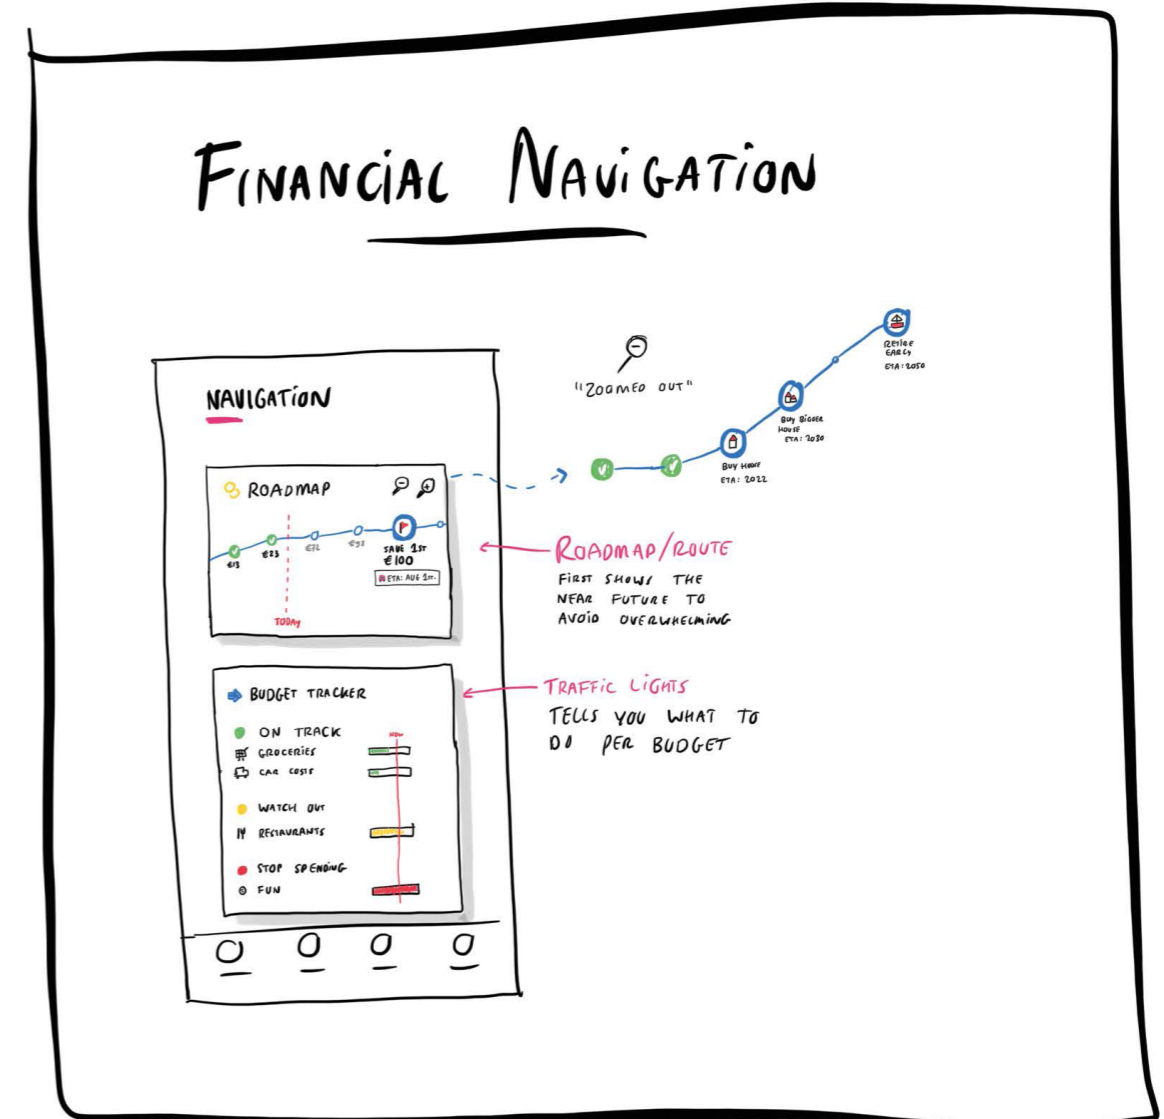 FINANCIAL NAVIGATION
NAVIGATION
ROADMAP
€13
€23
€72
€92
SAVE 1ST
€100
ETA: AUG 1ST.
TODAY
"ZOOMED OUT"
BUY HOUSE
ETA: 2022
BUY BIGGER
HOUSE
ETA: 2030
RETIRE
EARLY
ETA: 2050
ROADMAP/ROUTE
FIRST SHOWS THE
NEAR FUTURE TO
AVOID OVERWHELMING
BUDGET TRACKER
ON TRACK
NOW
GROCERIES
CAR COSTS
WATCH OUT
RESTAURANTS
STOP SPENDING
FUN
TRAFFIC LIGHTS
TELLS YOU WHAT TO
DO PER BUDGET